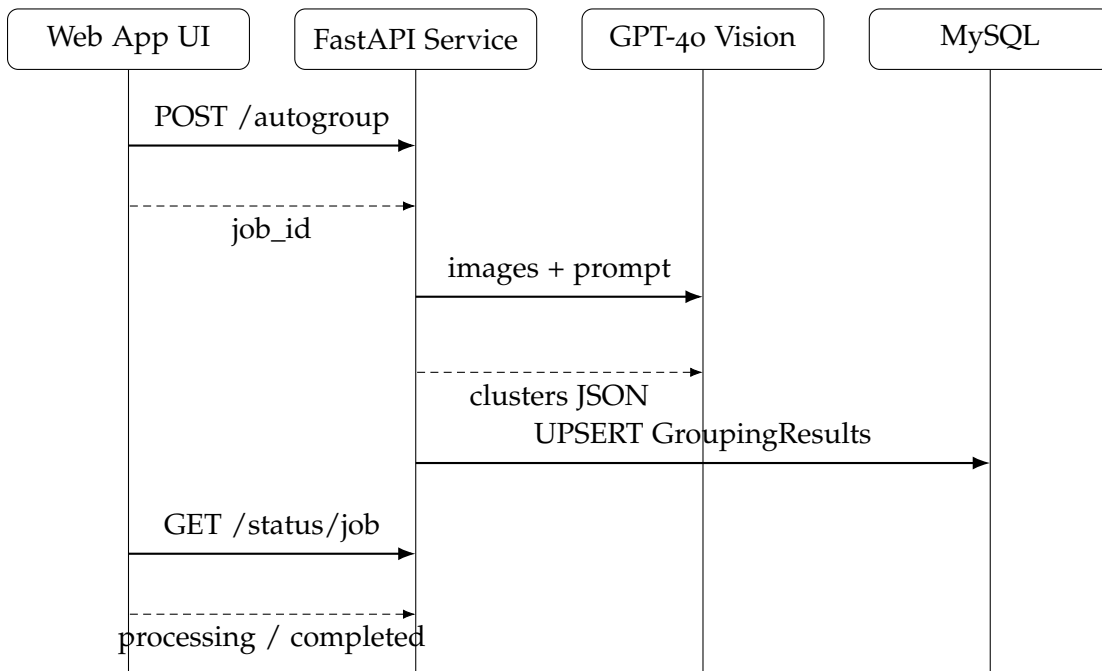 Web App UI
FastAPI Service
GPT-4o Vision
MySQL
POST /autogroup
job_id
images + prompt
clusters JSON
UPSERT GroupingResults
GET /status/job
processing / completed